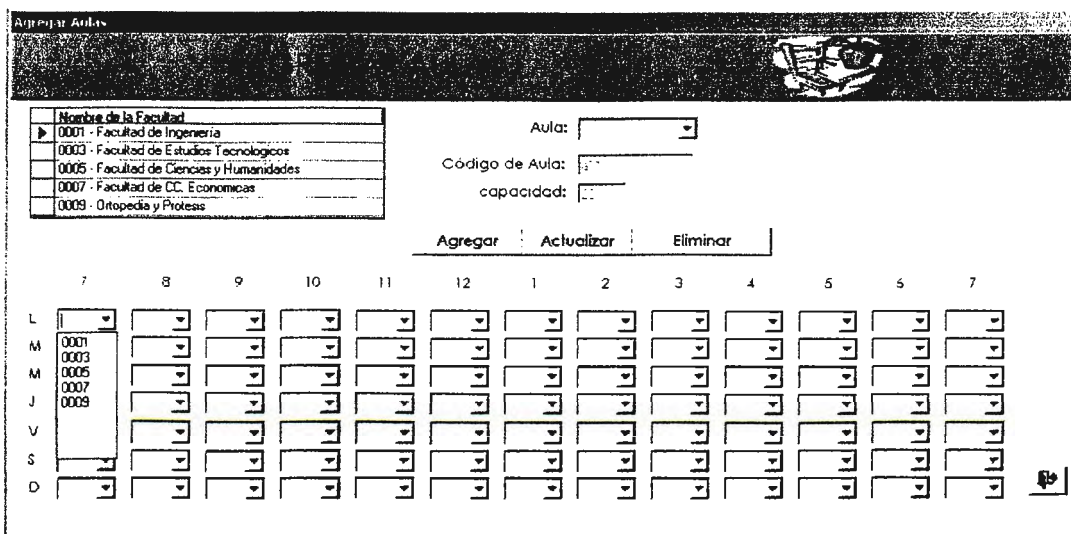 Agregar Aulas
Nombre de la Facultad
0001 - Facultad de Ingenieria
0003 - Facultad de Estudios Tecnologicos
0005 - Facultad de Ciencias y Humanidades
0007 - Facultad de CC. Economicas
0009 - Ortopedia y Protesis
Aula:
Código de Aula:
capacidad:
Agregar Actualizar Eliminar
7 8 9 10 11 12 1 2 3 4 5 6 7
L
M
M
J
V
S
D
0001
0003
0005
0007
0009